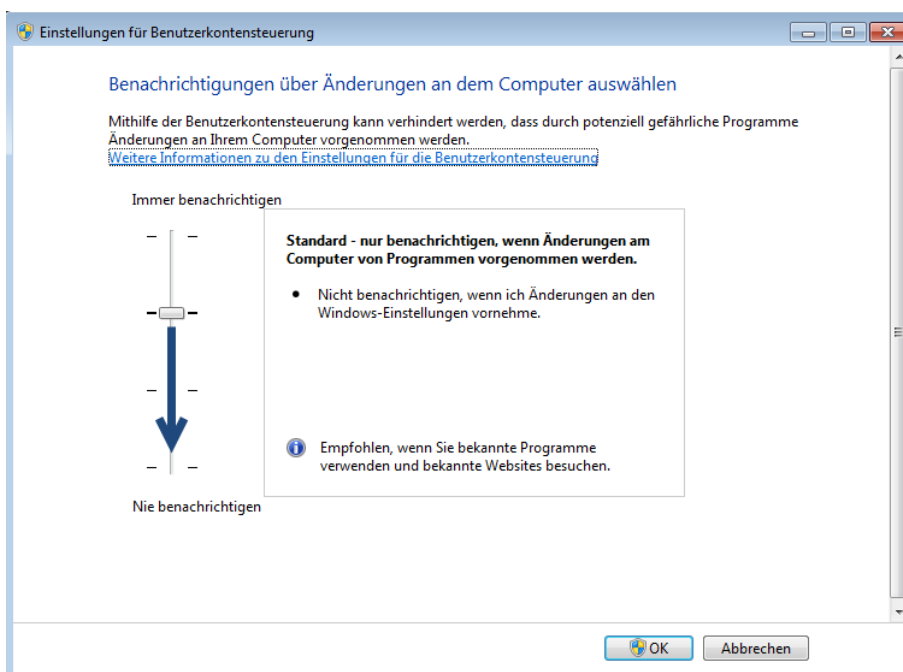 Einstellungen für Benutzerkontensteuerung
Benachrichtigungen über Änderungen an dem Computer auswählen
Mithilfe der Benutzerkontensteuerung kann verhindert werden, dass durch potenziell gefährliche Programme
Änderungen an Ihrem Computer vorgenommen werden.
Weitere Informationen zu den Einstellungen für die Benutzerkontensteuerung
Immer benachrichtigen
Standard - nur benachrichtigen, wenn Änderungen am
Computer von Programmen vorgenommen werden.
Nicht benachrichtigen, wenn ich Änderungen an den
Windows-Einstellungen vornehme.
Empfohlen, wenn Sie bekannte Programme
verwenden und bekannte Websites besuchen.
Nie benachrichtigen
OK
Abbrechen